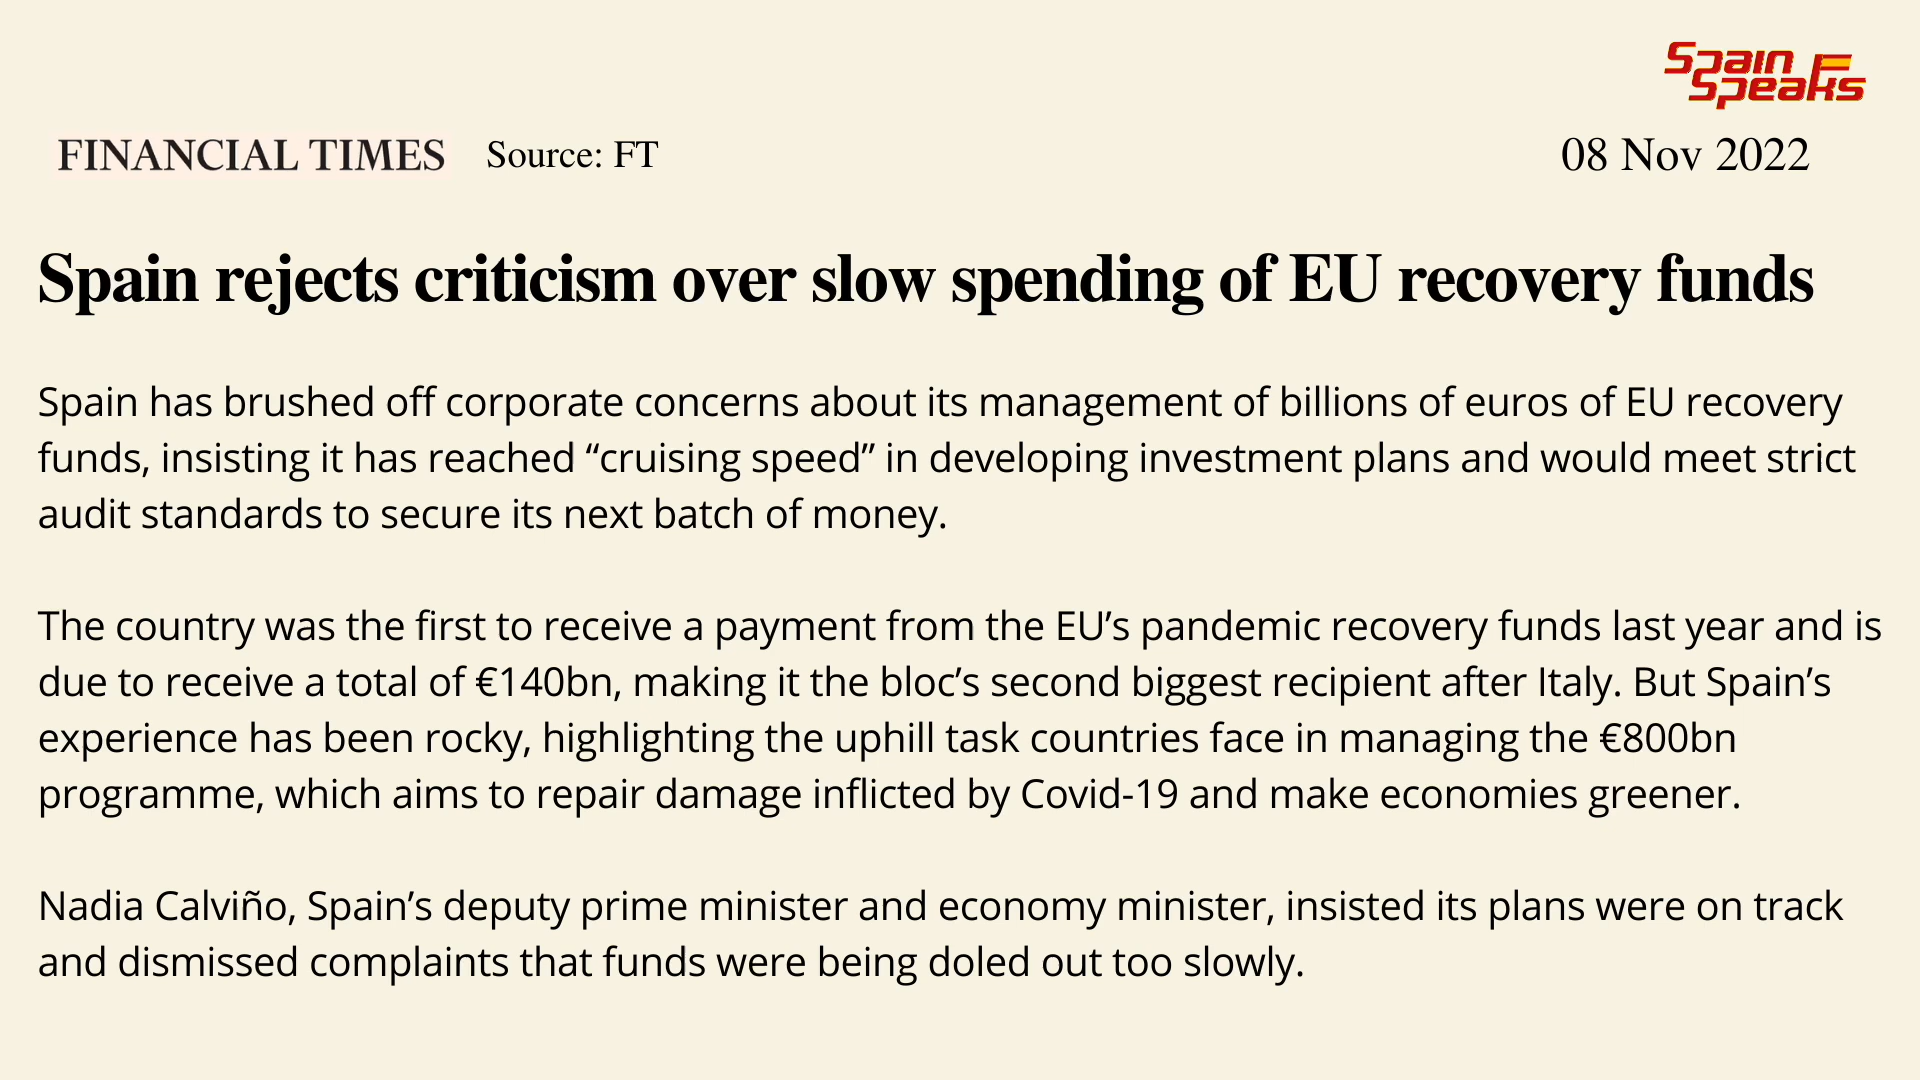 Spain
Speaks
FINANCIAL TIMES Source: FT 08 Nov 2022
Spain rejects criticism over slow spending of EU recovery funds
Spain has brushed off corporate concerns about its management of billions of euros of EU recovery
funds, insisting it has reached “cruising speed” in developing investment plans and would meet strict
audit standards to secure its next batch of money.
The country was the first to receive a payment from the EU’s pandemic recovery funds last year and is
due to receive a total of €140bn, making it the bloc’s second biggest recipient after Italy. But Spain’s
experience has been rocky, highlighting the uphill task countries face in managing the €800bn
programme, which aims to repair damage inflicted by Covid-19 and make economies greener.
Nadia Calviño, Spain’s deputy prime minister and economy minister, insisted its plans were on track
and dismissed complaints that funds were being doled out too slowly.